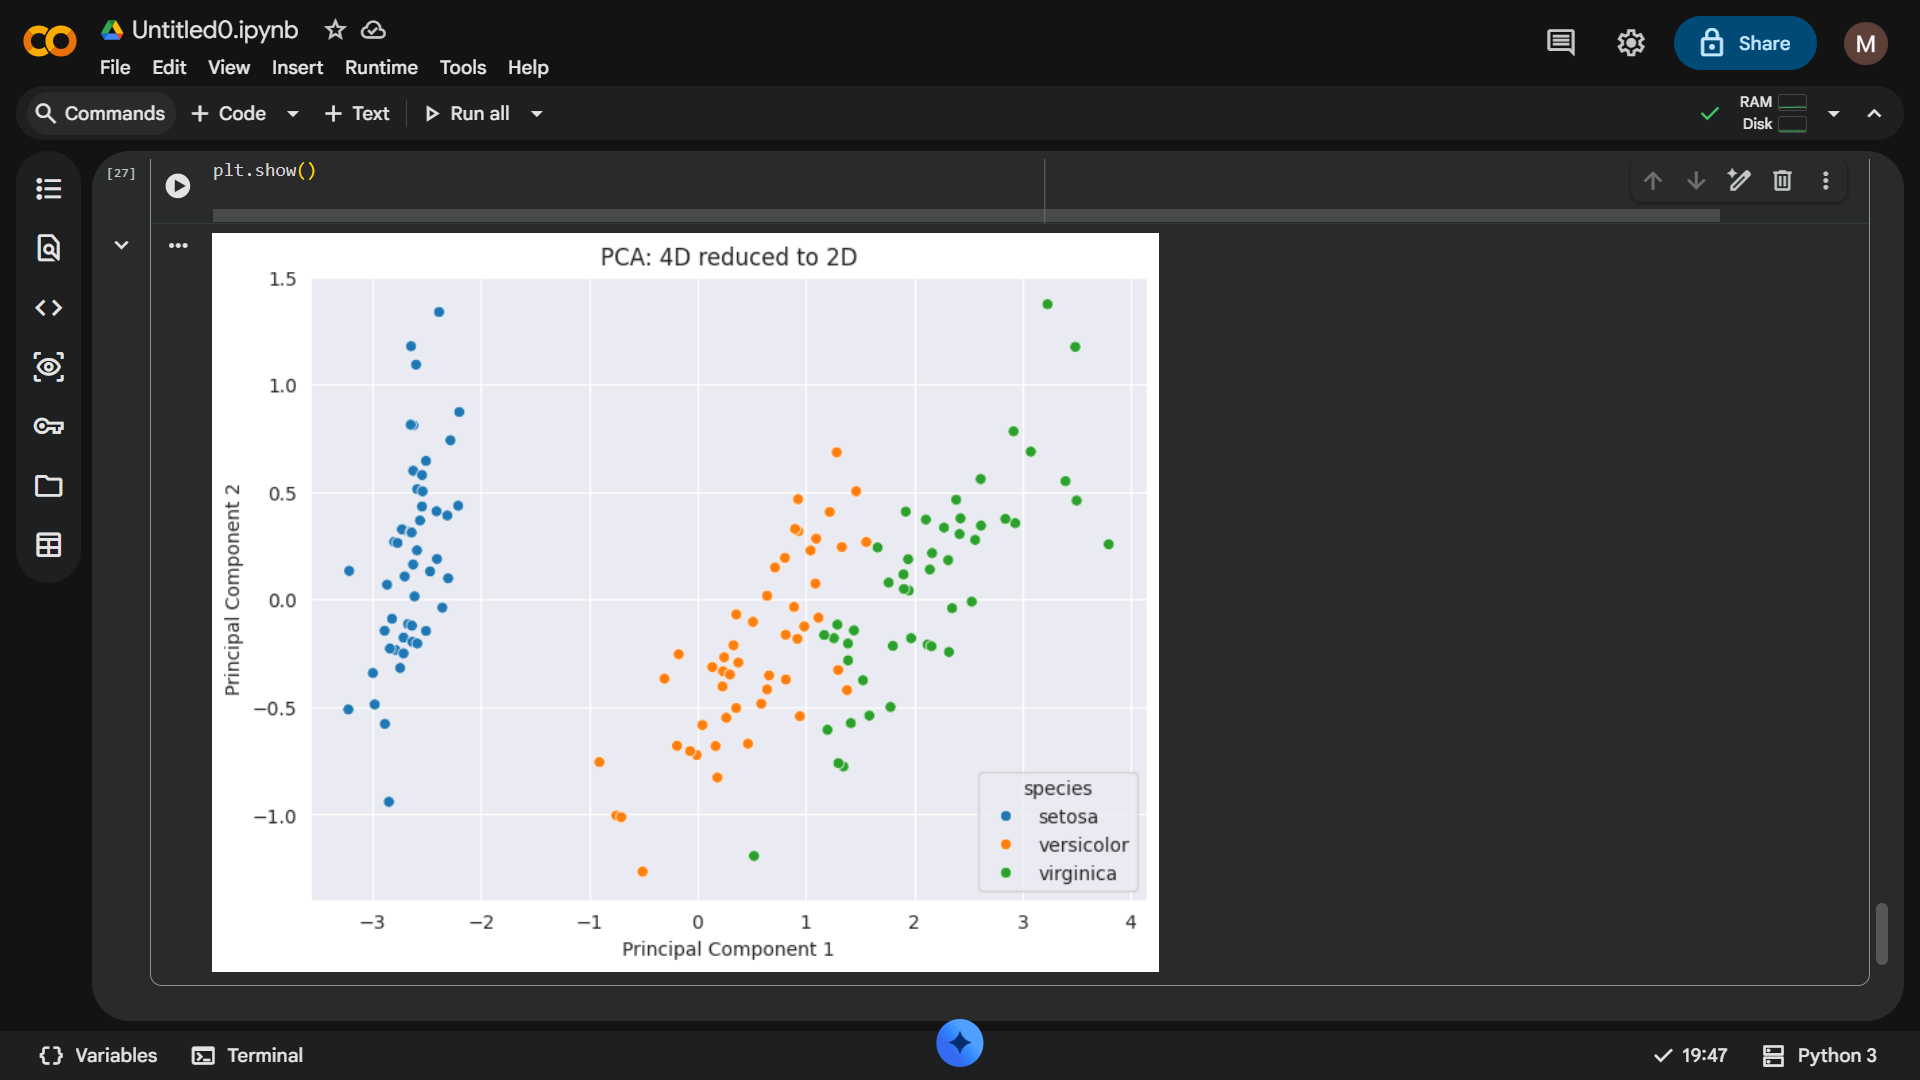 Untitled0.ipynb
File Edit View Insert Runtime Tools Help
Share
M
Commands + Code + Text Run all
RAM
Disk
[27]
plt.show()
PCA: 4D reduced to 2D
1.5
1.0
0.5
0.0
−0.5
−1.0
Principal Component 2
species
setosa
versicolor
virginica
−3 −2 −1 0 1 2 3 4
Principal Component 1
{} Variables Terminal
19:47 Python 3